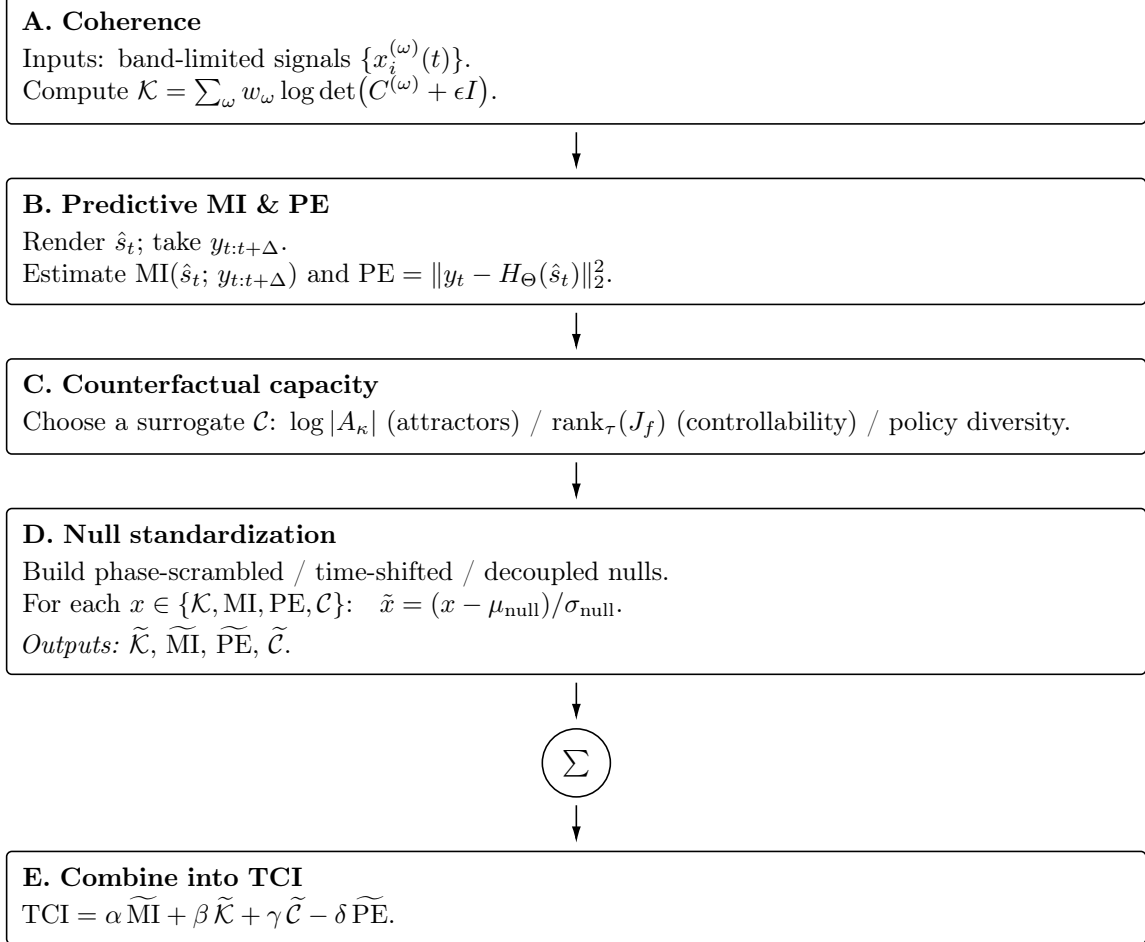 A. Coherence
Inputs: band-limited signals {x_i^{(ω)}(t)}.
Compute 𝒦 = ∑_ω w_ω log det(C^{(ω)} + ϵI).
B. Predictive MI & PE
Render ŝ_t; take y_{t:t+Δ}.
Estimate MI(ŝ_t; y_{t:t+Δ}) and PE = ‖y_t − H_Θ(ŝ_t)‖_2^2.
C. Counterfactual capacity
Choose a surrogate 𝒞: log |A_κ| (attractors) / rank_τ(J_f) (controllability) / policy diversity.
D. Null standardization
Build phase-scrambled / time-shifted / decoupled nulls.
For each x ∈ {𝒦, MI, PE, 𝒞}: x̃ = (x − μ_null)/σ_null.
Outputs: 𝒦̃, M͠I, P͠E, 𝒞̃.
∑
E. Combine into TCI
TCI = α M͠I + β 𝒦̃ + γ 𝒞̃ − δ P͠E.